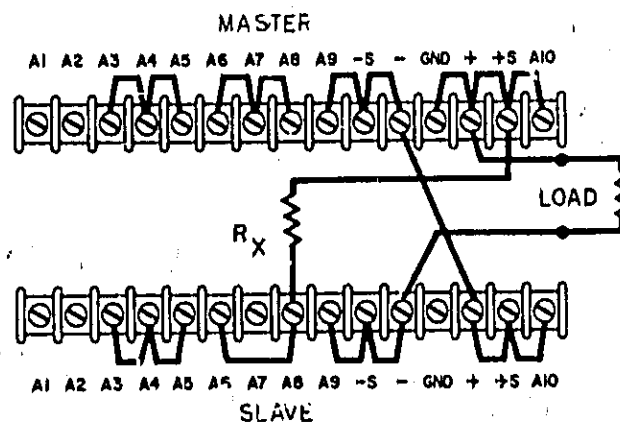 MASTER
A1 A2 A3 A4 A5 A6 A7 A8 A9 -S - GND + +S A10
LOAD
RX
A1 A2 A3 A4 A5 A6 A7 A8 A9 -S - GND + +S A10
SLAVE